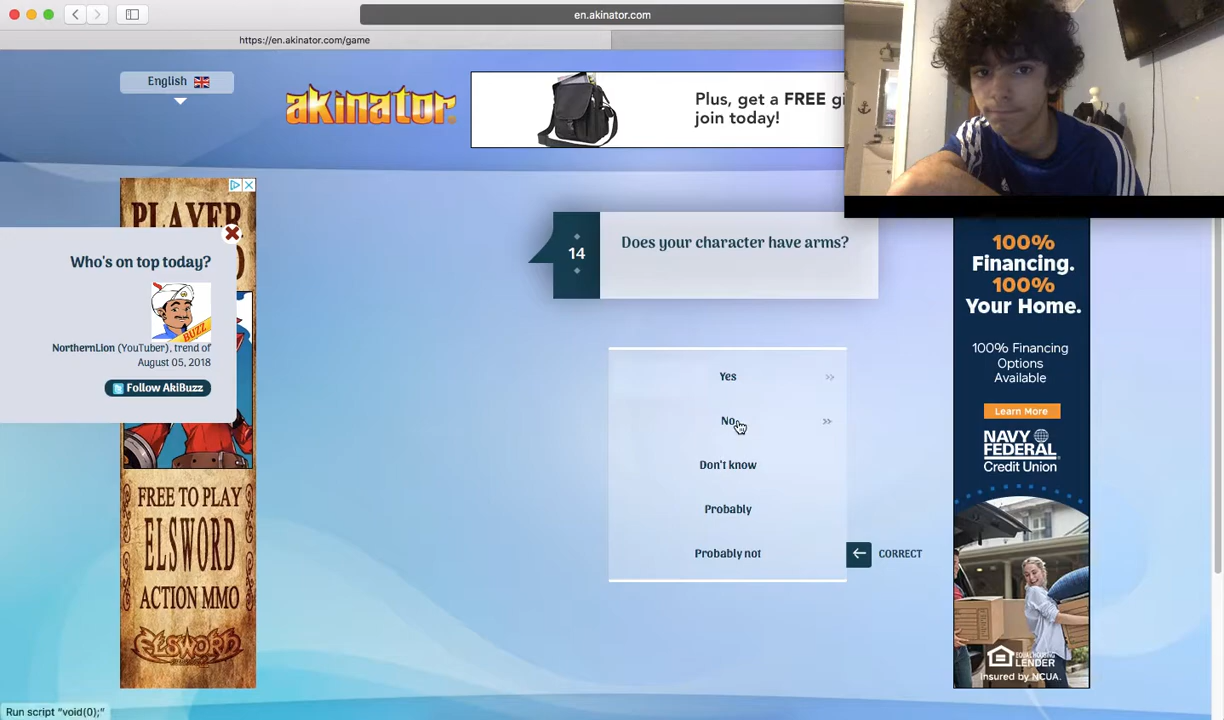 en.akinator.com
https://en.akinator.com/game
English
akinator
Plus, get a FREE gi
join today!
PLAYER
Who's on top today?
BUZZ
NorthernLion (YouTuber), trend of
August 05, 2018
Follow AkiBuzz
FREE TO PLAY
ELSWORD
ACTION MMO
ELSWORD
14
Does your character have arms?
Yes
No
Don't know
Probably
Probably not
CORRECT
100%
Financing.
100%
Your Home.
100% Financing
Options
Available
Learn More
NAVY
FEDERAL
Credit Union
EQUAL HOUSING
LENDER
Insured by NCUA.
Run script "void(0);"